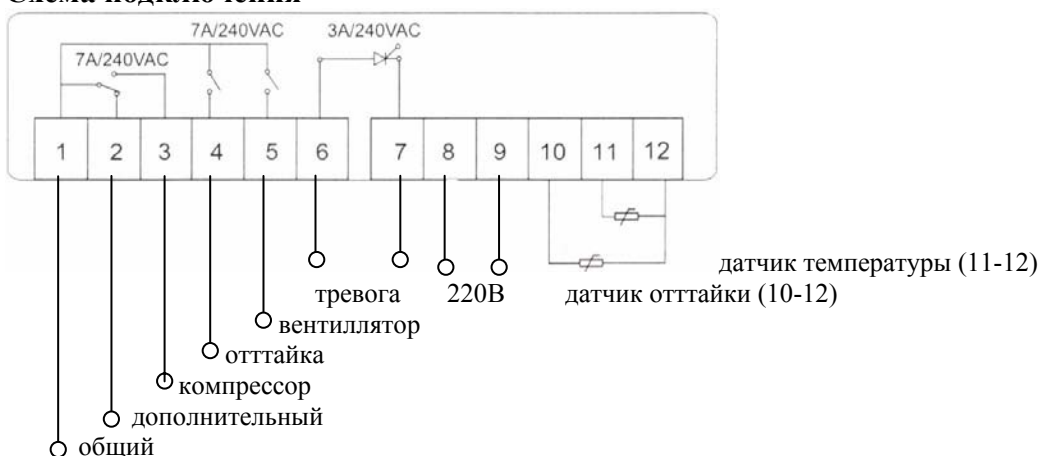 Схема подключения
7A/240VAC 3A/240VAC
7A/240VAC
1 2 3 4 5 6 7 8 9 10 11 12
датчик температуры (11-12)
тревога 220В датчик отттайки (10-12)
вентиллятор
отттайка
компрессор
дополнительный
общий